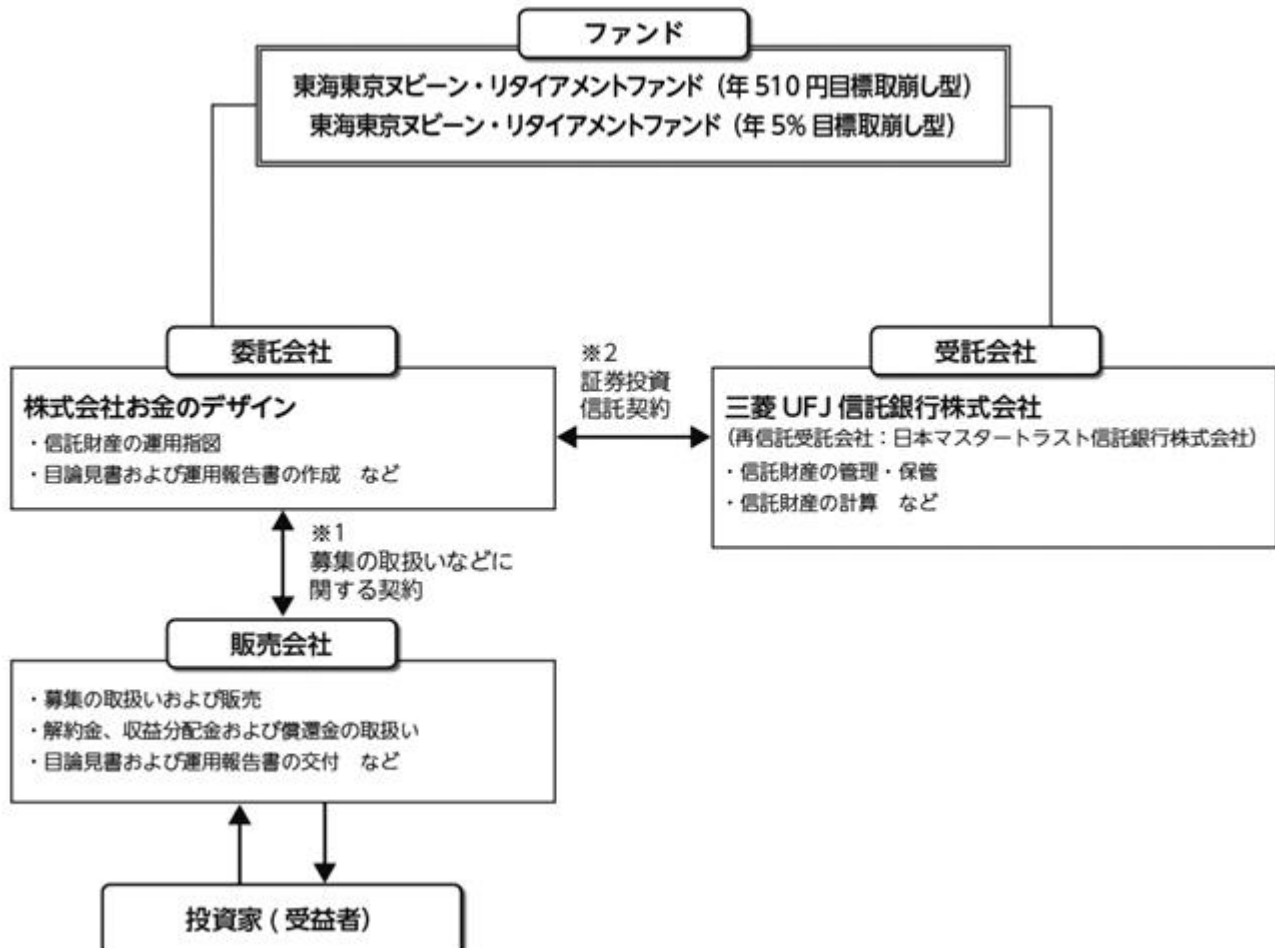 ファンド
東海東京ヌビーン・リタイアメントファンド（年 510 円目標取崩し型）
東海東京ヌビーン・リタイアメントファンド（年 5% 目標取崩し型）
委託会社
株式会社お金のデザイン
・信託財産の運用指図
・目論見書および運用報告書の作成　など
※2
証券投資
信託契約
受託会社
三菱 UFJ 信託銀行株式会社
（再信託受託会社：日本マスタートラスト信託銀行株式会社）
・信託財産の管理・保管
・信託財産の計算　など
※1
募集の取扱いなどに
関する契約
販売会社
・募集の取扱いおよび販売
・解約金、収益分配金および償還金の取扱い
・目論見書および運用報告書の交付　など
投資家 ( 受益者）